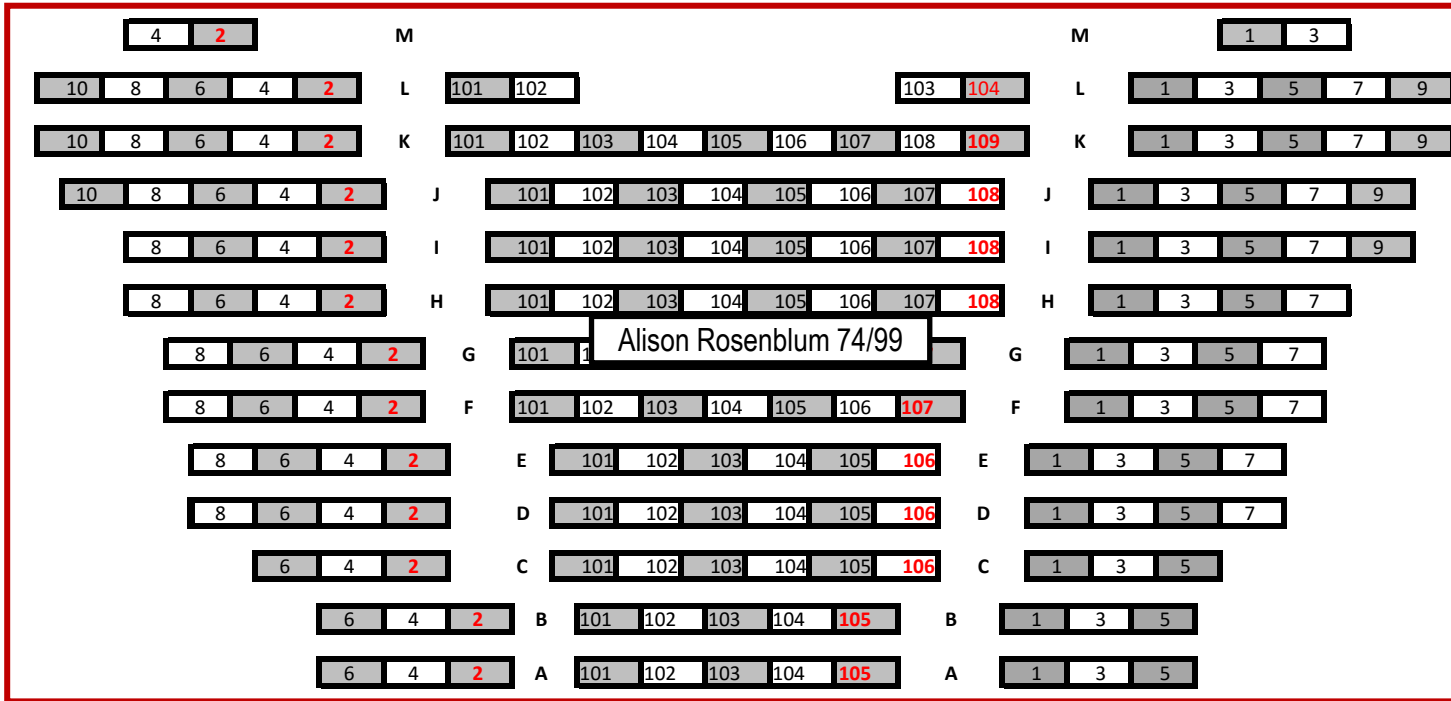 4 2 M M 1 3
10 8 6 4 2 L 101 102 103 104 L 1 3 5 7 9
10 8 6 4 2 K 101 102 103 104 105 106 107 108 109 K 1 3 5 7 9
10 8 6 4 2 J 101 102 103 104 105 106 107 108 J 1 3 5 7 9
8 6 4 2 I 101 102 103 104 105 106 107 108 I 1 3 5 7 9
8 6 4 2 H 101 102 103 104 105 106 107 108 H 1 3 5 7
Alison Rosenblum 74/99
8 6 4 2 G 101 G 1 3 5 7
8 6 4 2 F 101 102 103 104 105 106 107 F 1 3 5 7
8 6 4 2 E 101 102 103 104 105 106 E 1 3 5 7
8 6 4 2 D 101 102 103 104 105 106 D 1 3 5 7
6 4 2 C 101 102 103 104 105 106 C 1 3 5
6 4 2 B 101 102 103 104 105 B 1 3 5
6 4 2 A 101 102 103 104 105 A 1 3 5